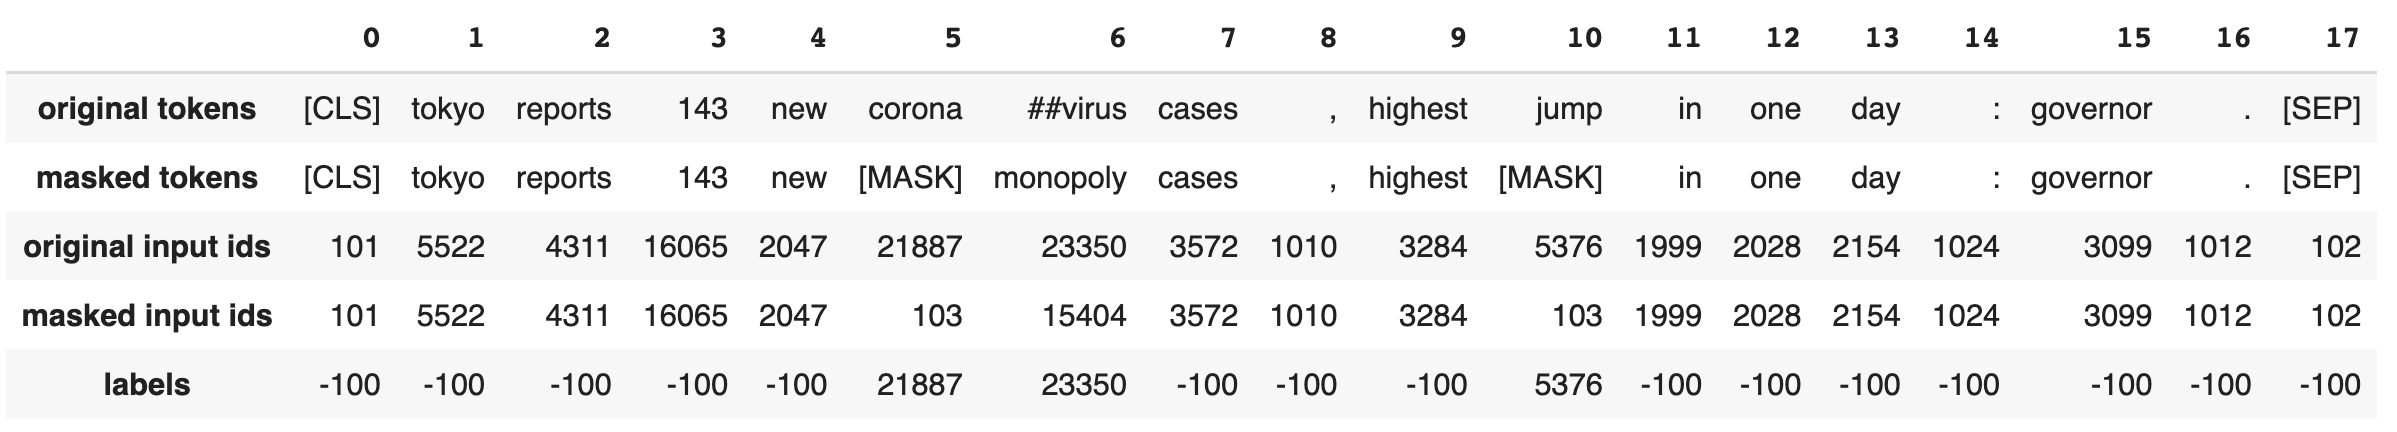 0 1 2 3 4 5 6 7 8 9 10 11 12 13 14 15 16 17
original tokens [CLS] tokyo reports 143 new corona ##virus cases , highest jump in one day : governor . [SEP]
masked tokens [CLS] tokyo reports 143 new [MASK] monopoly cases , highest [MASK] in one day : governor . [SEP]
original input ids 101 5522 4311 16065 2047 21887 23350 3572 1010 3284 5376 1999 2028 2154 1024 3099 1012 102
masked input ids 101 5522 4311 16065 2047 103 15404 3572 1010 3284 103 1999 2028 2154 1024 3099 1012 102
labels -100 -100 -100 -100 -100 21887 23350 -100 -100 -100 5376 -100 -100 -100 -100 -100 -100 -100